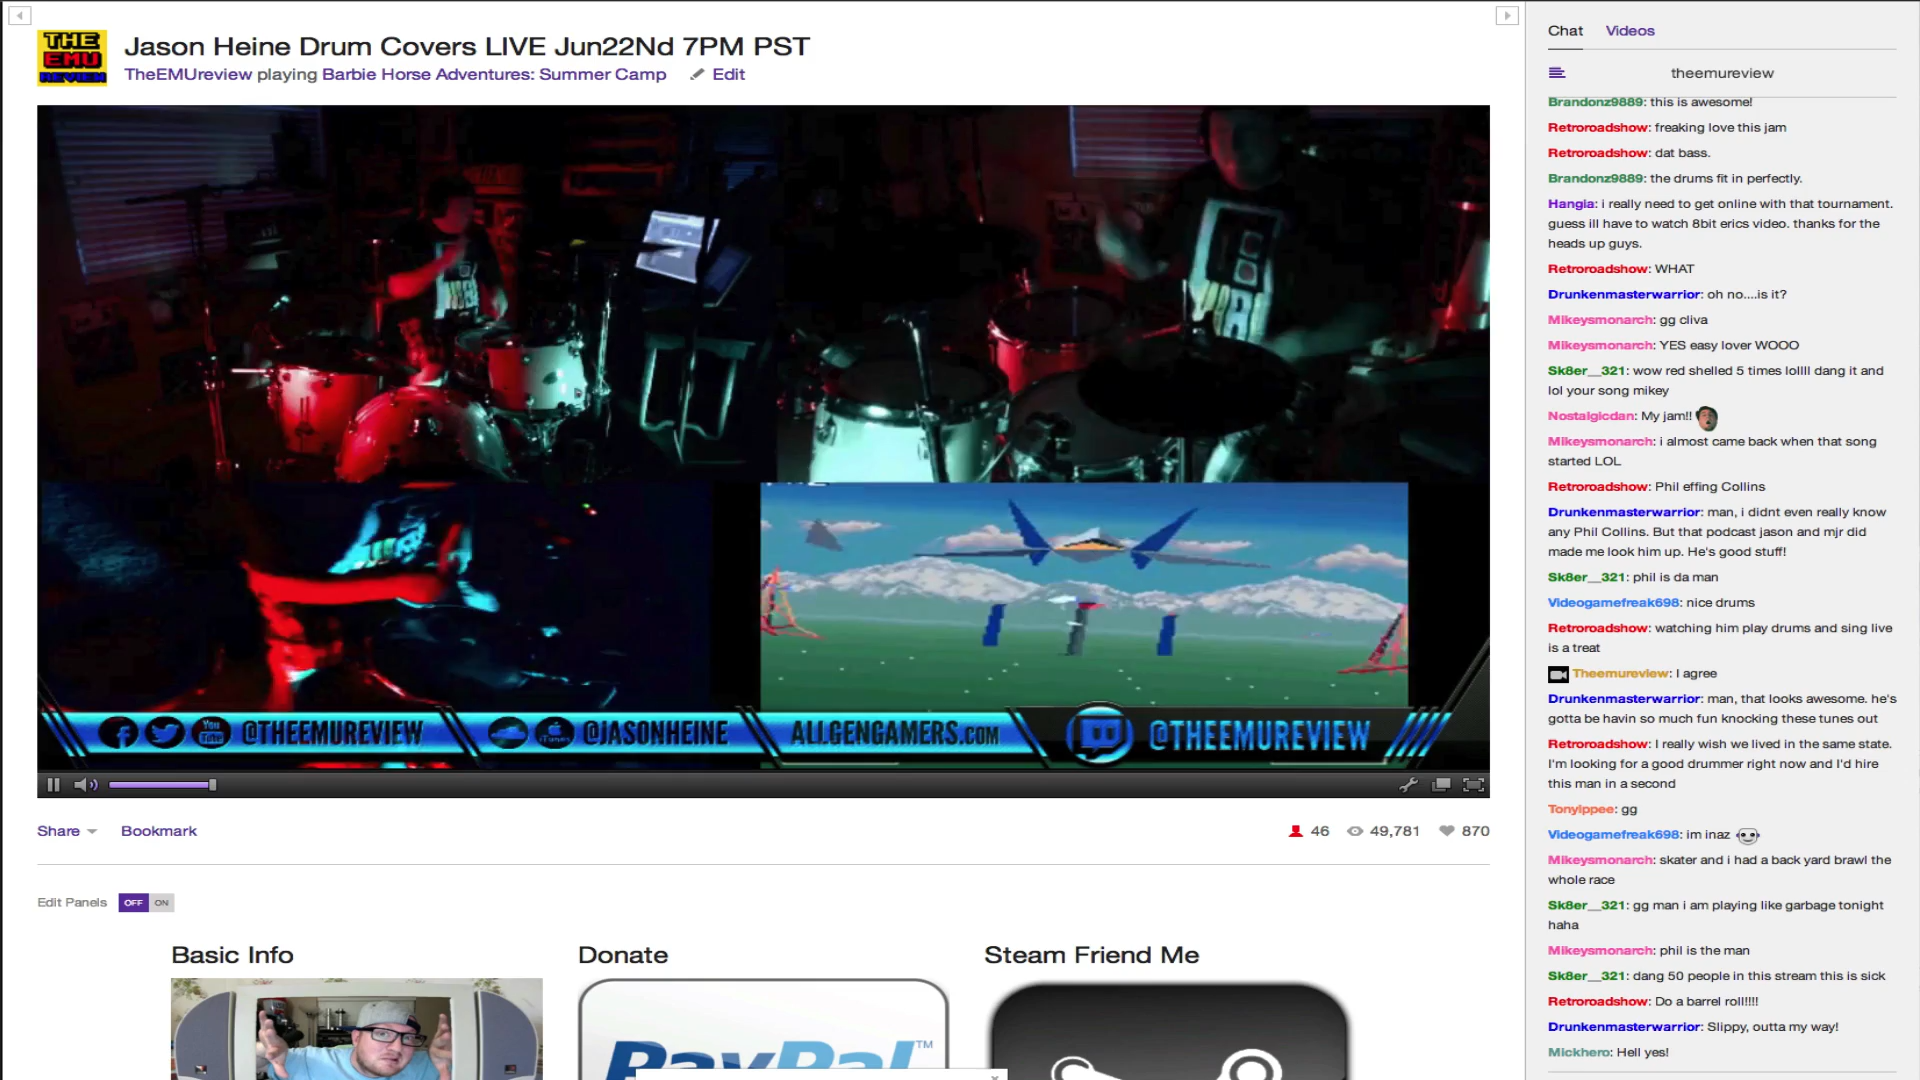 THE
EMU
REVIEW
Jason Heine Drum Covers LIVE Jun22Nd 7PM PST
TheEMUreview playing Barbie Horse Adventures: Summer Camp Edit
You
Tube
@THEEMUREVIEW
iTunes
@JASONHEINE
ALLGENGAMERS.COM
@THEEMUREVIEW
Share Bookmark
46 49,781 870
Edit Panels OFF ON
Basic Info
Donate
Steam Friend Me
PayPal™
Chat Videos
theemureview
Brandonz9889: this is awesome!
Retroroadshow: freaking love this jam
Retroroadshow: dat bass.
Brandonz9889: the drums fit in perfectly.
Hangia: i really need to get online with that tournament.
guess ill have to watch 8bit erics video. thanks for the
heads up guys.
Retroroadshow: WHAT
Drunkenmasterwarrior: oh no....is it?
Mikeysmonarch: gg cliva
Mikeysmonarch: YES easy lover WOOO
Sk8er__321: wow red shelled 5 times lollll dang it and
lol your song mikey
Nostalgicdan: My jam!!
Mikeysmonarch: i almost came back when that song
started LOL
Retroroadshow: Phil effing Collins
Drunkenmasterwarrior: man, i didnt even really know
any Phil Collins. But that podcast jason and mjr did
made me look him up. He's good stuff!
Sk8er__321: phil is da man
Videogamefreak698: nice drums
Retroroadshow: watching him play drums and sing live
is a treat
Theemureview: I agree
Drunkenmasterwarrior: man, that looks awesome. he's
gotta be havin so much fun knocking these tunes out
Retroroadshow: I really wish we lived in the same state.
I'm looking for a good drummer right now and I'd hire
this man in a second
Tonyippee: gg
Videogamefreak698: im inaz
Mikeysmonarch: skater and i had a back yard brawl the
whole race
Sk8er__321: gg man i am playing like garbage tonight
haha
Mikeysmonarch: phil is the man
Sk8er__321: dang 50 people in this stream this is sick
Retroroadshow: Do a barrel roll!!!!
Drunkenmasterwarrior: Slippy, outta my way!
Mickhero: Hell yes!